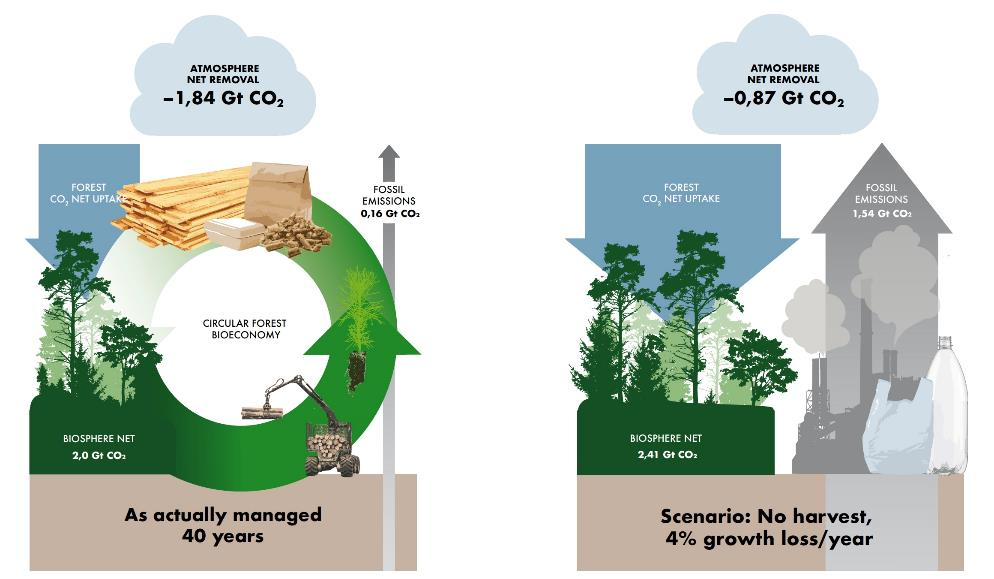 ATMOSPHERE
NET REMOVAL
–1,84 Gt CO₂
FOREST
CO₂ NET UPTAKE
FOSSIL
EMISSIONS
0,16 Gt CO₂
CIRCULAR FOREST
BIOECONOMY
BIOSPHERE NET
2,0 Gt CO₂
As actually managed
40 years
ATMOSPHERE
NET REMOVAL
–0,87 Gt CO₂
FOREST
CO₂ NET UPTAKE
FOSSIL
EMISSIONS
1,54 Gt CO₂
BIOSPHERE NET
2,41 Gt CO₂
Scenario: No harvest,
4% growth loss/year